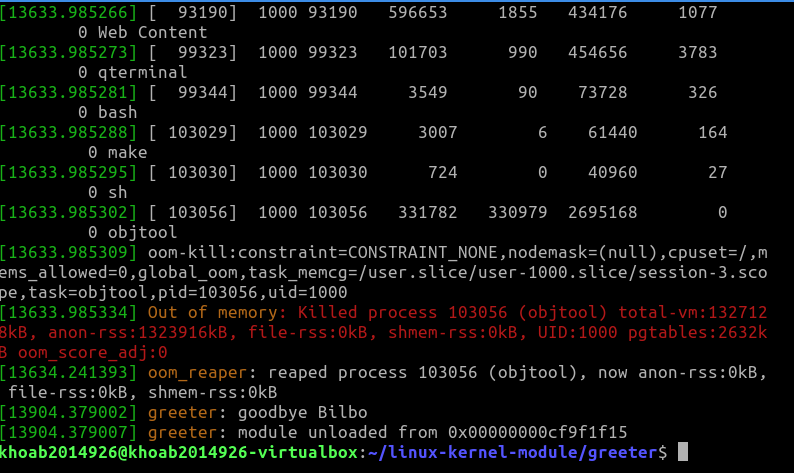 [13633.985266] [  93190]  1000 93190   596653     1855   434176     1077
        0 Web Content
[13633.985273] [  99323]  1000 99323   101703      990   454656     3783
        0 qterminal
[13633.985281] [  99344]  1000 99344     3549       90    73728      326
        0 bash
[13633.985288] [ 103029]  1000 103029     3007        6    61440      164
         0 make
[13633.985295] [ 103030]  1000 103030      724        0    40960       27
         0 sh
[13633.985302] [ 103056]  1000 103056   331782   330979  2695168        0
         0 objtool
[13633.985309] oom-kill:constraint=CONSTRAINT_NONE,nodemask=(null),cpuset=/,m
ems_allowed=0,global_oom,task_memcg=/user.slice/user-1000.slice/session-3.sco
pe,task=objtool,pid=103056,uid=1000
[13633.985334] Out of memory: Killed process 103056 (objtool) total-vm:132712
8kB, anon-rss:1323916kB, file-rss:0kB, shmem-rss:0kB, UID:1000 pgtables:2632k
B oom_score_adj:0
[13634.241393] oom_reaper: reaped process 103056 (objtool), now anon-rss:0kB,
 file-rss:0kB, shmem-rss:0kB
[13904.379002] greeter: goodbye Bilbo
[13904.379007] greeter: module unloaded from 0x00000000cf9f1f15
khoab2014926@khoab2014926-virtualbox:~/linux-kernel-module/greeter$